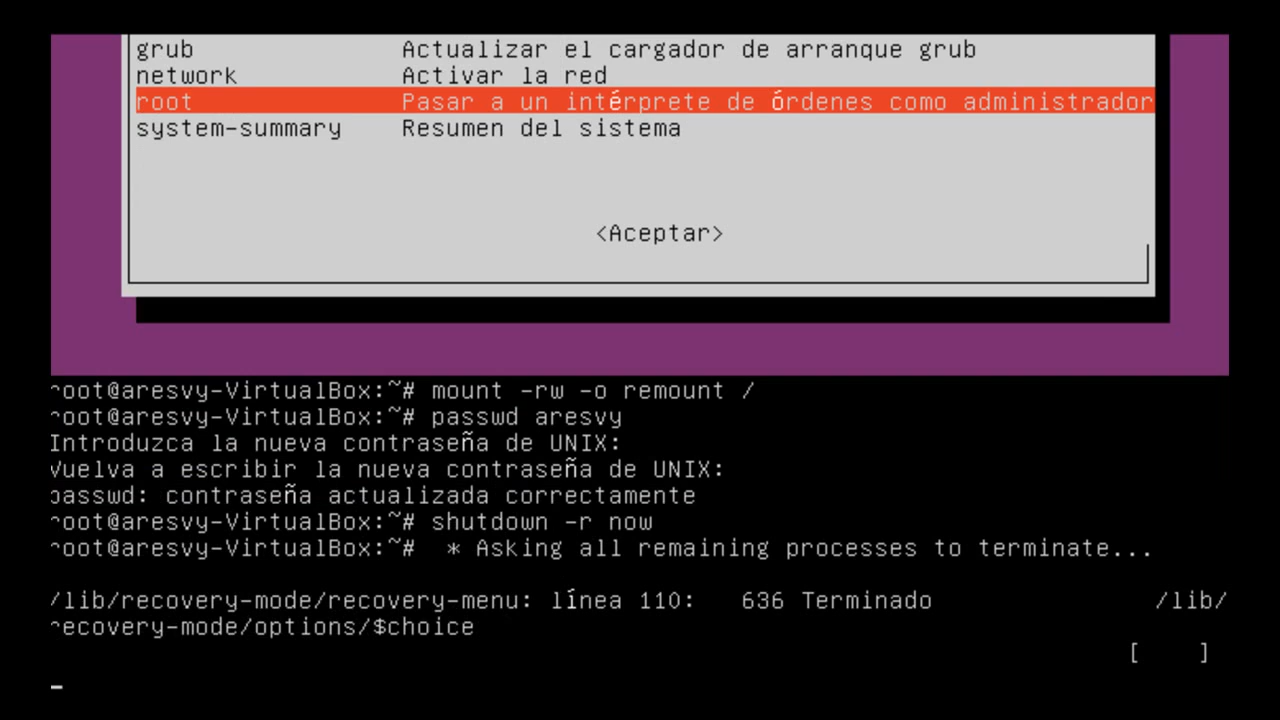 grub Actualizar el cargador de arranque grub
network Activar la red
root Pasar a un intérprete de órdenes como administrador
system-summary Resumen del sistema
<Aceptar>
root@aresvy-VirtualBox:~# mount -rw -o remount /
root@aresvy-VirtualBox:~# passwd aresvy
Introduzca la nueva contraseña de UNIX:
Vuelva a escribir la nueva contraseña de UNIX:
passwd: contraseña actualizada correctamente
root@aresvy-VirtualBox:~# shutdown -r now
root@aresvy-VirtualBox:~#  * Asking all remaining processes to terminate...
/lib/recovery-mode/recovery-menu: línea 110:   636 Terminado /lib/
recovery-mode/options/$choice
[    ]